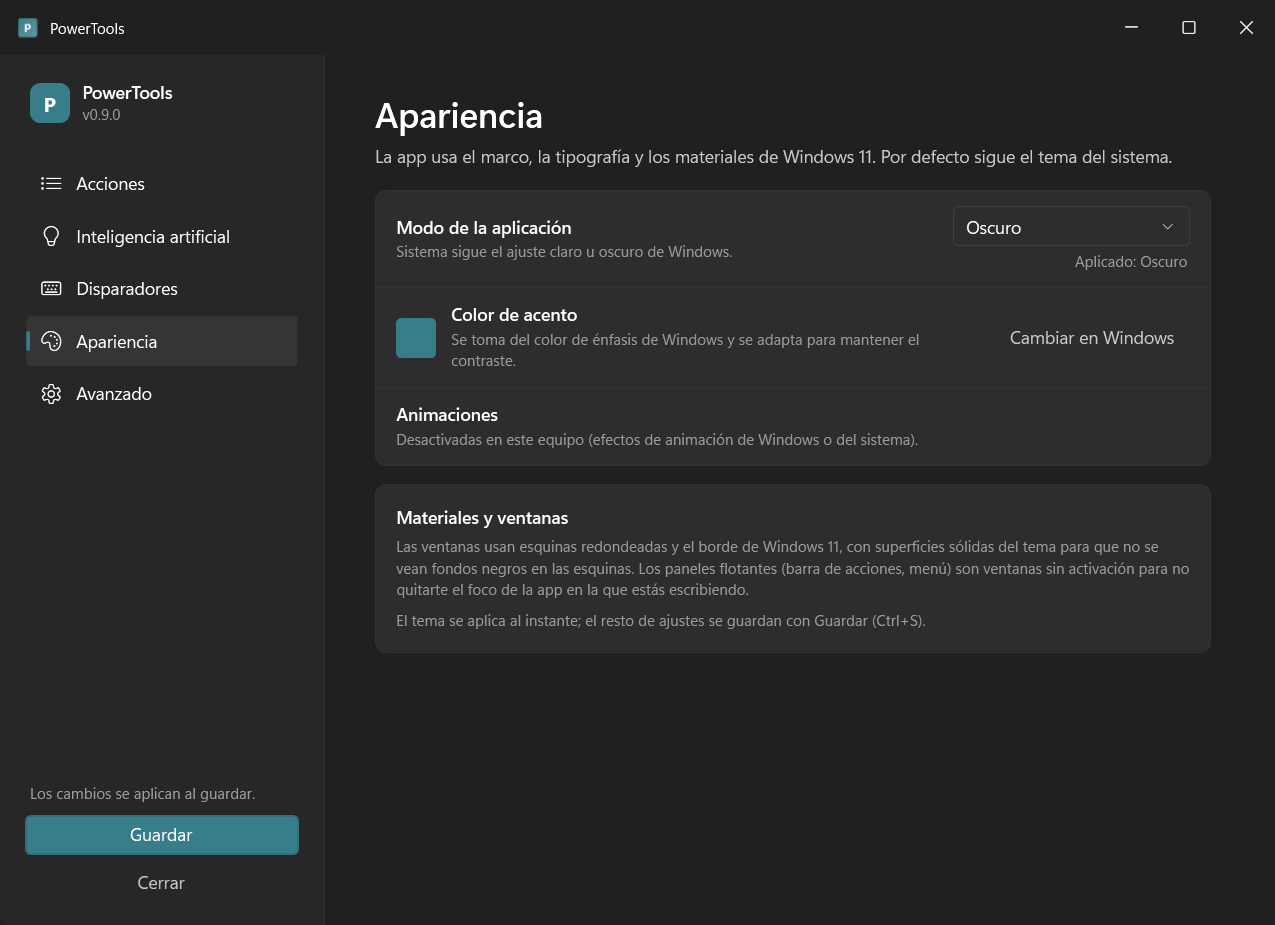 P PowerTools
P
PowerTools
v0.9.0
Acciones
Inteligencia artificial
Disparadores
Apariencia
Avanzado
Los cambios se aplican al guardar.
Guardar
Cerrar
Apariencia
La app usa el marco, la tipografía y los materiales de Windows 11. Por defecto sigue el tema del sistema.
Modo de la aplicación
Sistema sigue el ajuste claro u oscuro de Windows.
Oscuro
Aplicado: Oscuro
Color de acento
Se toma del color de énfasis de Windows y se adapta para mantener el
contraste.
Cambiar en Windows
Animaciones
Desactivadas en este equipo (efectos de animación de Windows o del sistema).
Materiales y ventanas
Las ventanas usan esquinas redondeadas y el borde de Windows 11, con superficies sólidas del tema para que no se
vean fondos negros en las esquinas. Los paneles flotantes (barra de acciones, menú) son ventanas sin activación para no
quitarte el foco de la app en la que estás escribiendo.
El tema se aplica al instante; el resto de ajustes se guardan con Guardar (Ctrl+S).